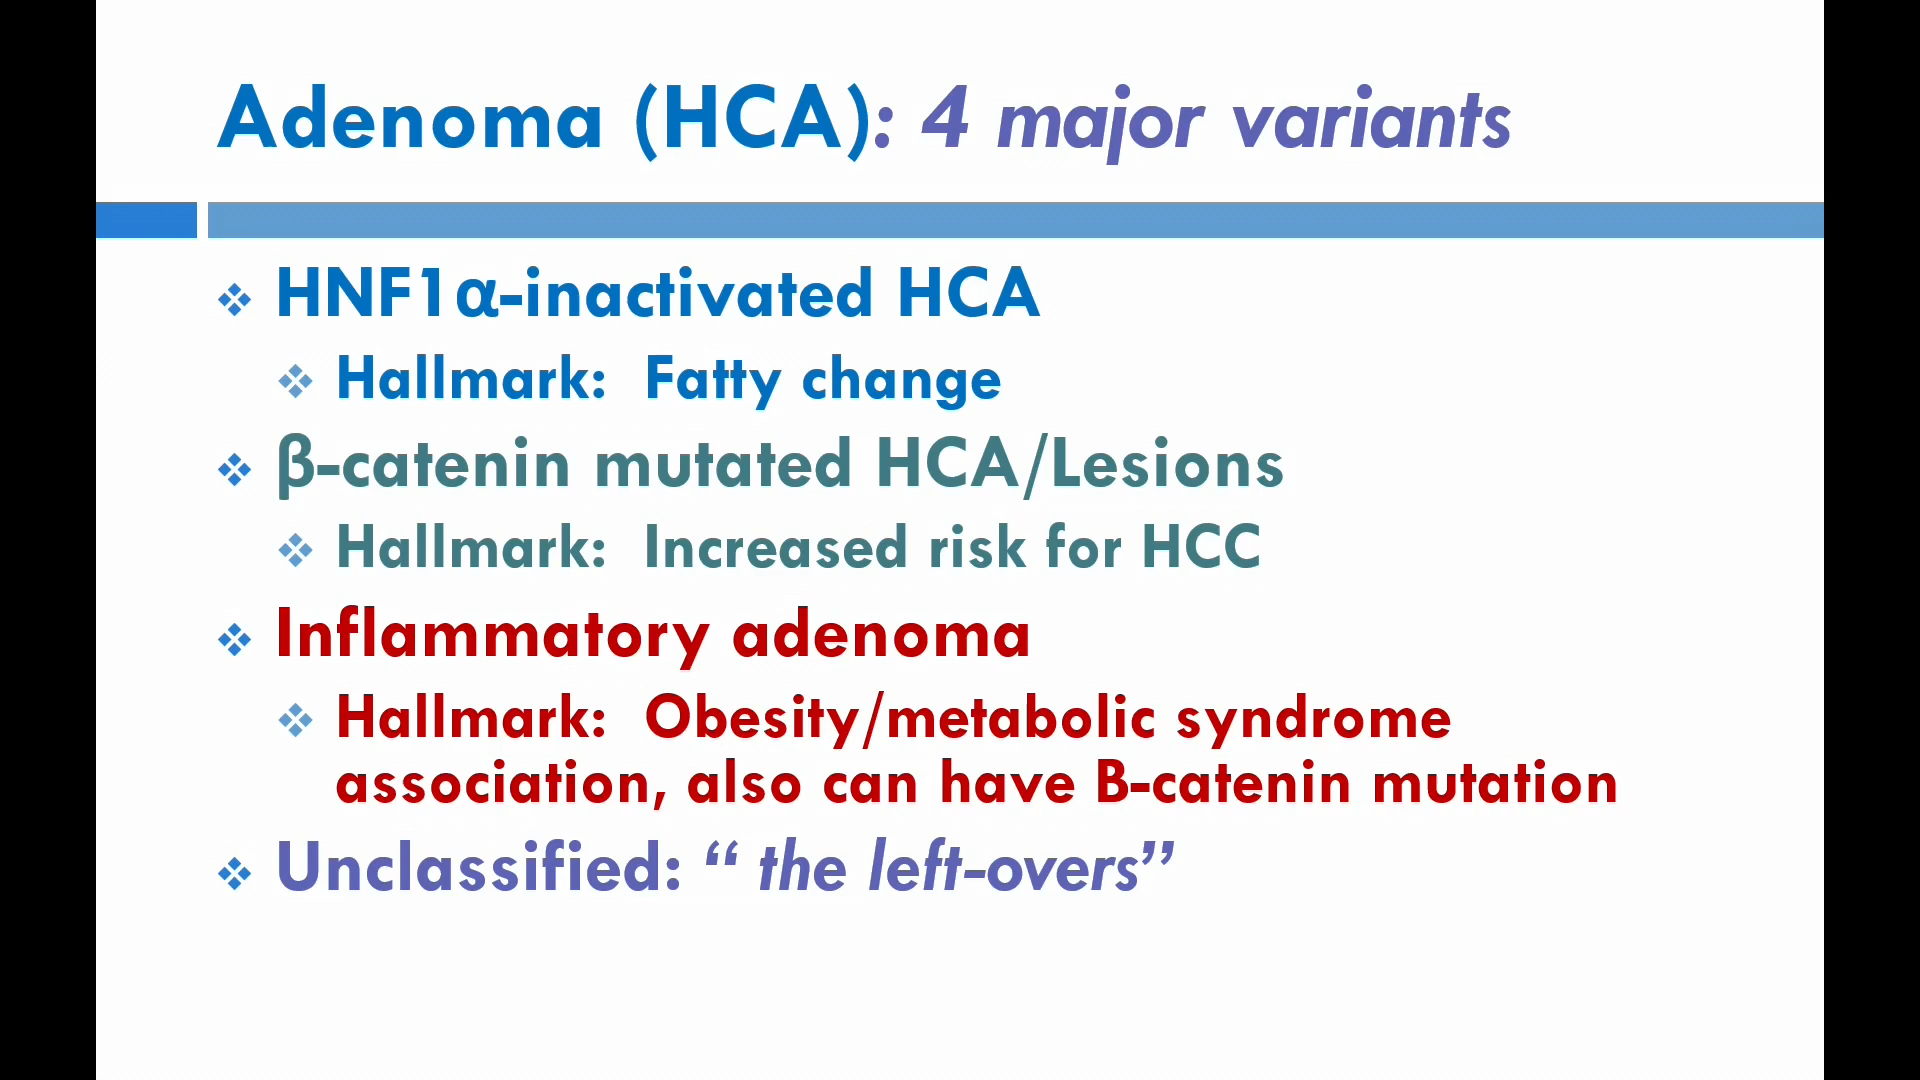 Adenoma (HCA): 4 major variants
❖ HNF1α-inactivated HCA
❖ Hallmark: Fatty change
❖ β-catenin mutated HCA/Lesions
❖ Hallmark: Increased risk for HCC
❖ Inflammatory adenoma
❖ Hallmark: Obesity/metabolic syndrome
association, also can have B-catenin mutation
❖ Unclassified: “ the left-overs”